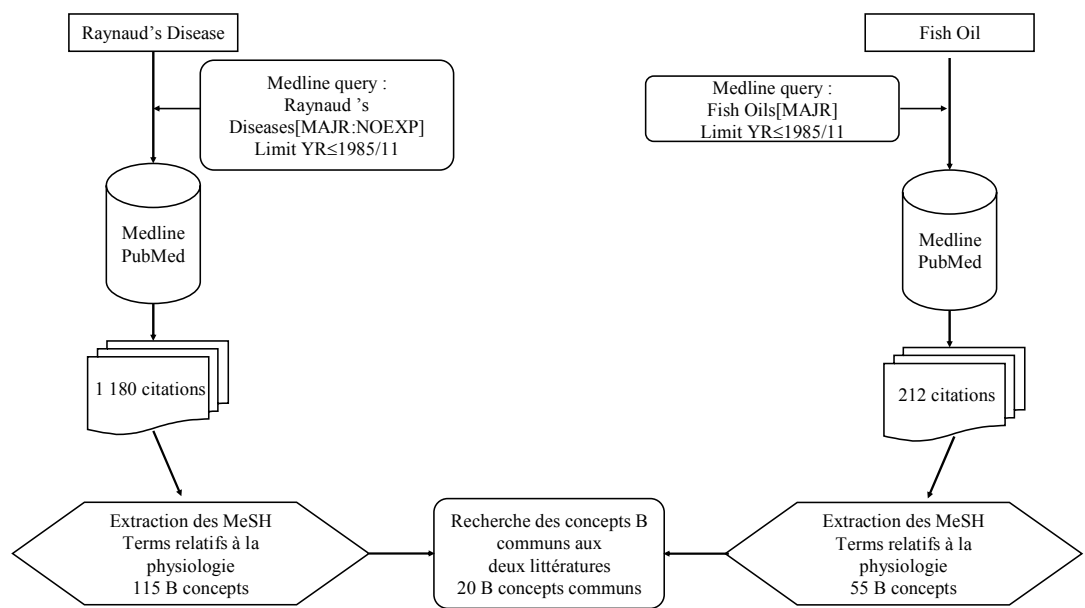 Raynaud's Disease
Medline query :
Raynaud 's
Diseases[MAJR:NOEXP]
Limit YR≤1985/11
Medline
PubMed
1 180 citations
Extraction des MeSH
Terms relatifs à la
physiologie
115 B concepts
Recherche des concepts B
communs aux
deux littératures
20 B concepts communs
Fish Oil
Medline query :
Fish Oils[MAJR]
Limit YR≤1985/11
Medline
PubMed
212 citations
Extraction des MeSH
Terms relatifs à la
physiologie
55 B concepts